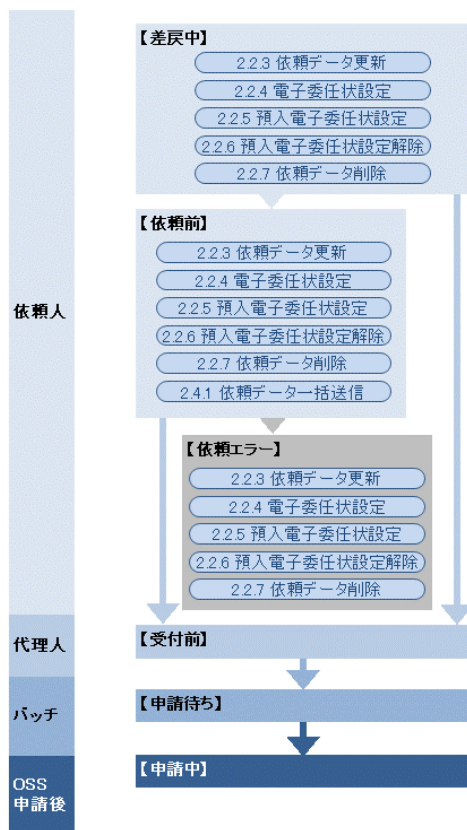 【差戻中】
2.2.3 依頼データ更新
2.2.4 電子委任状設定
2.2.5 預入電子委任状設定
2.2.6 預入電子委任状設定解除
2.2.7 依頼データ削除
【依頼前】
2.2.3 依頼データ更新
2.2.4 電子委任状設定
2.2.5 預入電子委任状設定
2.2.6 預入電子委任状設定解除
2.2.7 依頼データ削除
2.4.1 依頼データ一括送信
依頼人
【依頼エラー】
2.2.3 依頼データ更新
2.2.4 電子委任状設定
2.2.5 預入電子委任状設定
2.2.6 預入電子委任状設定解除
2.2.7 依頼データ削除
代理人
【受付前】
バッチ
【申請待ち】
OSS
申請後
【申請中】